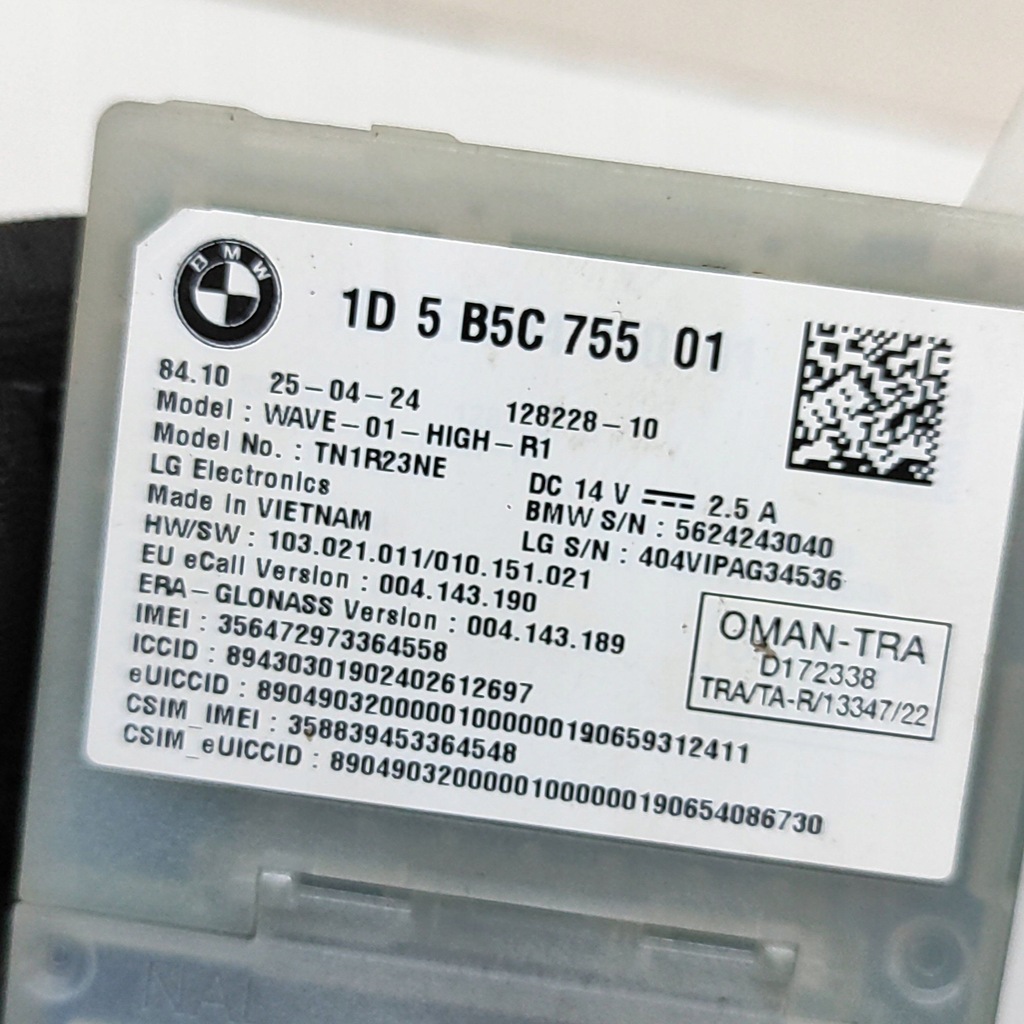 BMW
1D 5 B5C 755 01
84.10 25-04-24 128228-10
Model : WAVE-01-HIGH-R1
Model No. : TN1R23NE
LG Electronics
DC 14 V 2.5 A
Made In VIETNAM
BMW S/N : 5624243040
HW/SW : 103.021.011/010.151.021
LG S/N : 404VIPAG34536
EU eCall Version : 004.143.190
ERA-GLONASS Version : 004.143.189
IMEI : 356472973364558
ICCID : 89430301902402612697
eUICCID : 89049032000001000000190659312411
CSIM_IMEI : 358839453364548
CSIM_eUICCID : 89049032000001000000190654086730
OMAN-TRA
D172338
TRA/TA-R/13347/22